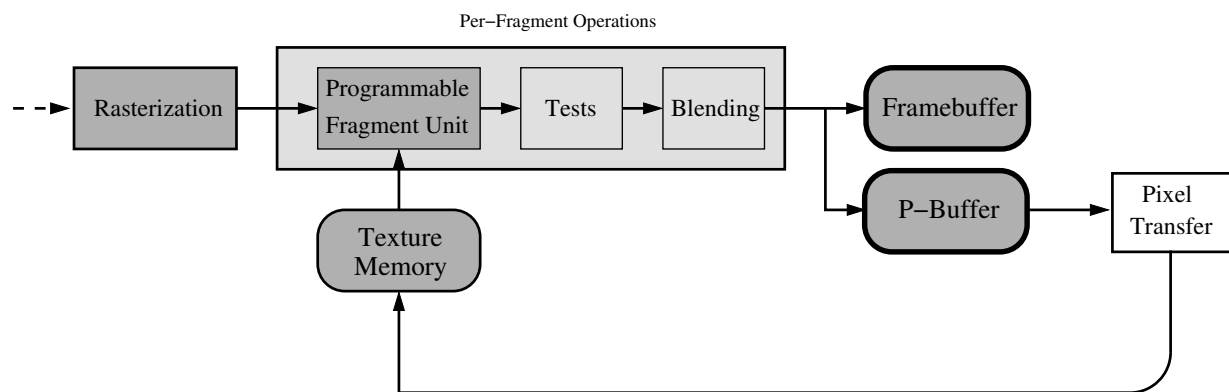 Per−Fragment Operations
Rasterization
Programmable
Fragment Unit
Tests
Blending
Framebuffer
P−Buffer
Pixel
Transfer
Texture
Memory